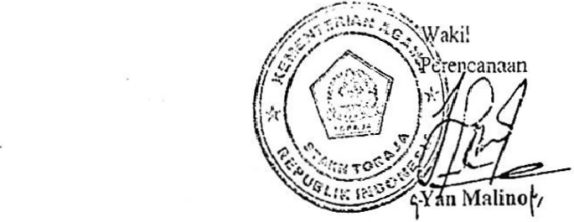 Wakil
Perencanaan
KEMENTERIAN AGAMA
STAKN TORAJA
REPUBLIK INDONESIA
Yan Malino